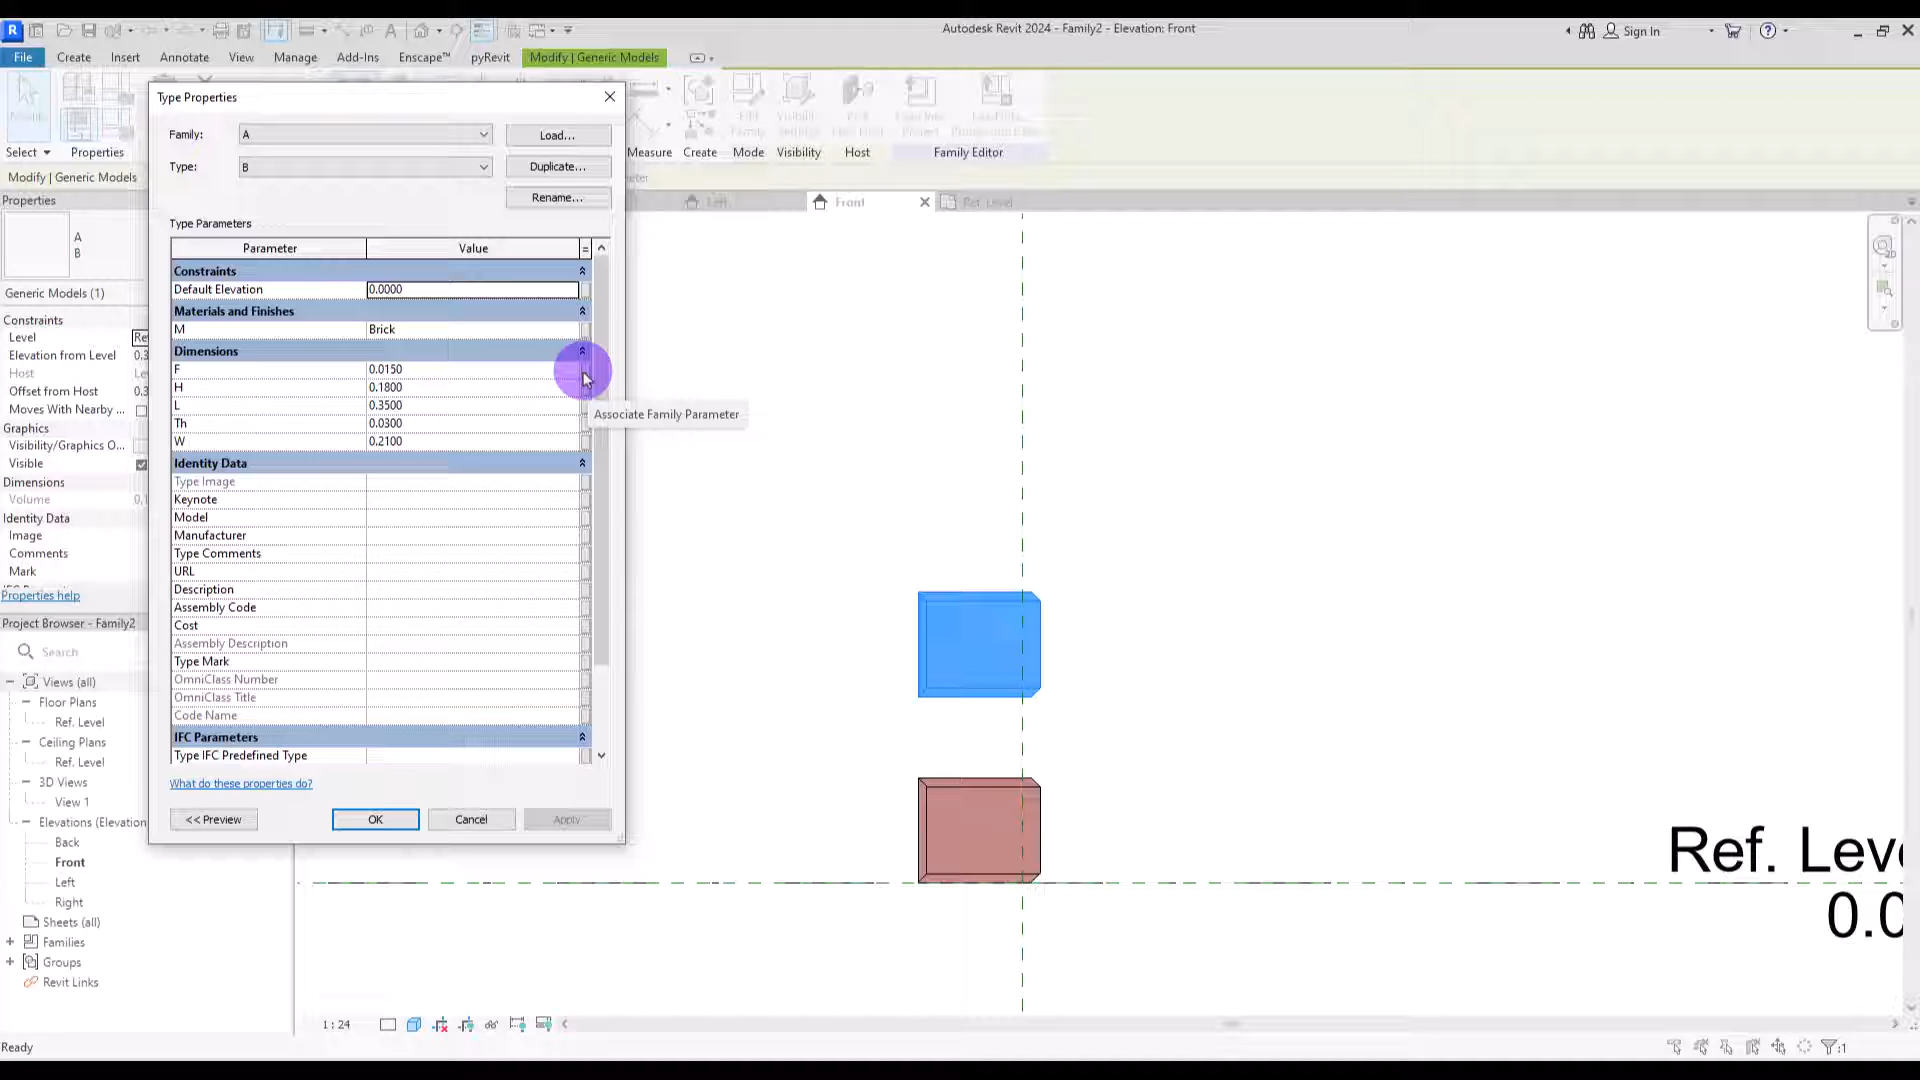 Autodesk Revit 2024 - Family2 - Elevation: Front
Sign In
File Create Insert Annotate View Manage Add-Ins Enscape™ pyRevit Modify | Generic Models
Select Properties Measure Create Mode Visibility Host Family Editor
Modify | Generic Models
Left
Front
Ref. Level
Properties
A
B
Generic Models (1)
Constraints
Level
Elevation from Level 0.3
Host
Offset from Host 0.3
Moves With Nearby ...
Graphics
Visibility/Graphics O...
Visible
Dimensions
Volume
Identity Data
Image
Comments
Mark
Properties help
Project Browser - Family2
Search
Views (all)
Floor Plans
Ref. Level
Ceiling Plans
Ref. Level
3D Views
View 1
Elevations (Elevation
Back
Front
Left
Right
Sheets (all)
Families
Groups
Revit Links
Ready
Type Properties
Family: A Load...
Type: B Duplicate...
Rename...
Type Parameters
Parameter Value =
Constraints
Default Elevation 0.0000
Materials and Finishes
M Brick
Dimensions
F 0.0150
H 0.1800
L 0.3500
Th 0.0300
W 0.2100
Identity Data
Type Image
Keynote
Model
Manufacturer
Type Comments
URL
Description
Assembly Code
Cost
Assembly Description
Type Mark
OmniClass Number
OmniClass Title
Code Name
IFC Parameters
Type IFC Predefined Type
What do these properties do?
<< Preview OK Cancel Apply
Associate Family Parameter
Ref. Leve
0.0
1 : 24
:1